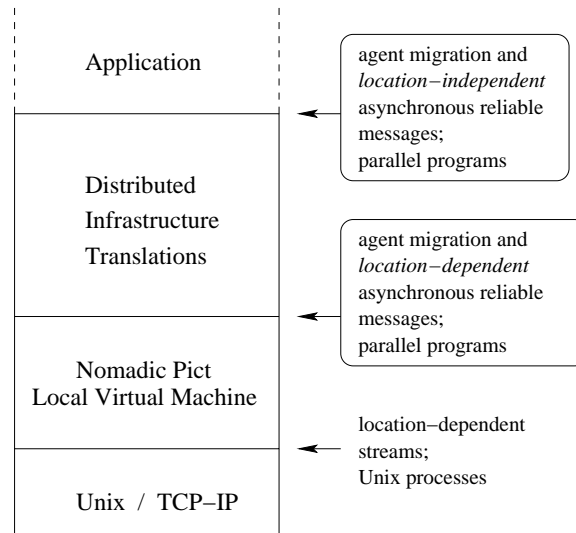 Application
agent migration and
location−independent
asynchronous reliable
messages;
parallel programs
Distributed
Infrastructure
Translations
agent migration and
location−dependent
asynchronous reliable
messages;
parallel programs
Nomadic Pict
Local Virtual Machine
location−dependent
streams;
Unix processes
Unix / TCP−IP